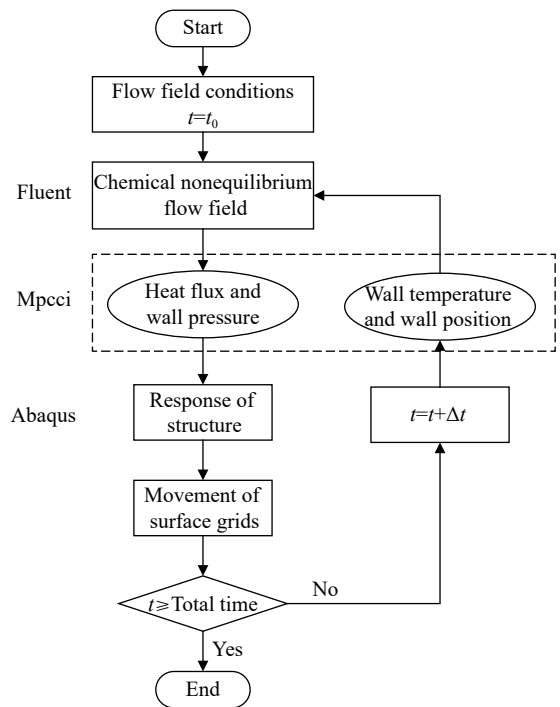 Start
Flow field conditions
t=t₀
Fluent
Chemical nonequilibrium
flow field
Mpcci
Heat flux and
wall pressure
Wall temperature
and wall position
Abaqus
Response of
structure
t=t+Δt
Movement of
surface grids
t⩾Total time
No
Yes
End